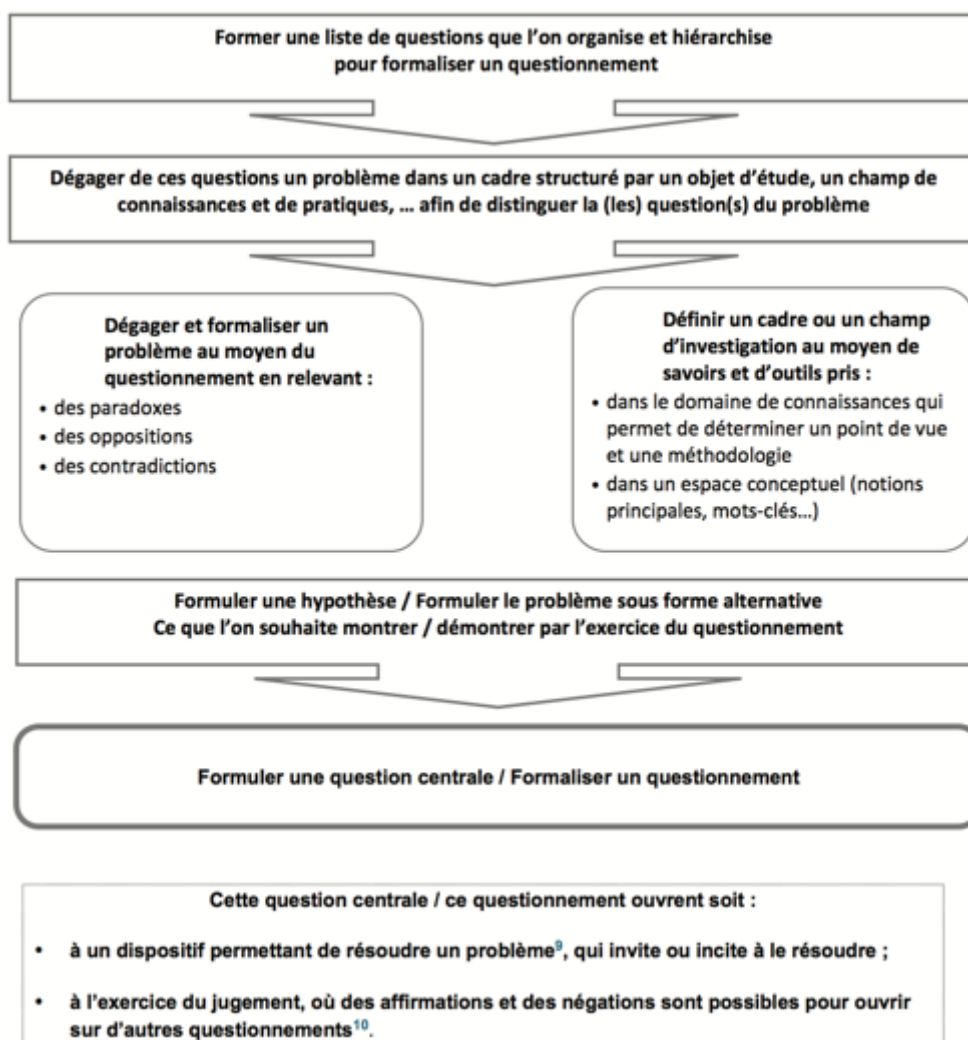 Former une liste de questions que l'on organise et hiérarchise
pour formaliser un questionnement
Dégager de ces questions un problème dans un cadre structuré par un objet d'étude, un champ de
connaissances et de pratiques, … afin de distinguer la (les) question(s) du problème
Dégager et formaliser un
problème au moyen du
questionnement en relevant :
• des paradoxes
• des oppositions
• des contradictions
Définir un cadre ou un champ
d'investigation au moyen de
savoirs et d'outils pris :
• dans le domaine de connaissances qui
permet de déterminer un point de vue
et une méthodologie
• dans un espace conceptuel (notions
principales, mots-clés…)
Formuler une hypothèse / Formuler le problème sous forme alternative
Ce que l'on souhaite montrer / démontrer par l'exercice du questionnement
Formuler une question centrale / Formaliser un questionnement
Cette question centrale / ce questionnement ouvrent soit :
• à un dispositif permettant de résoudre un problème⁹, qui invite ou incite à le résoudre ;
• à l'exercice du jugement, où des affirmations et des négations sont possibles pour ouvrir
sur d'autres questionnements¹⁰.